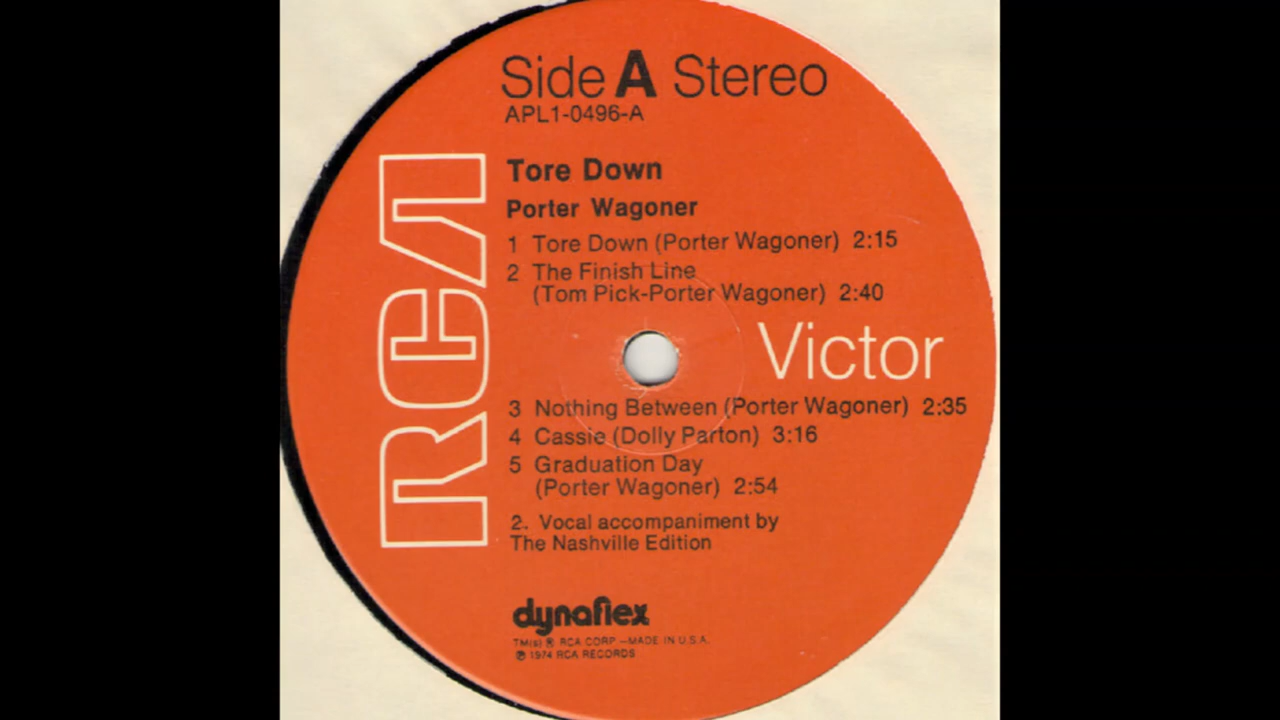 Side A Stereo
APL1-0496-A
Tore Down
Porter Wagoner
1 Tore Down (Porter Wagoner) 2:15
2 The Finish Line
(Tom Pick-Porter Wagoner) 2:40
RCA
Victor
3 Nothing Between (Porter Wagoner) 2:35
4 Cassie (Dolly Parton) 3:16
5 Graduation Day
(Porter Wagoner) 2:54
2. Vocal accompaniment by
The Nashville Edition
dynaflex
TM(s) ® RCA CORP —MADE IN U.S.A.
℗ 1974 RCA RECORDS